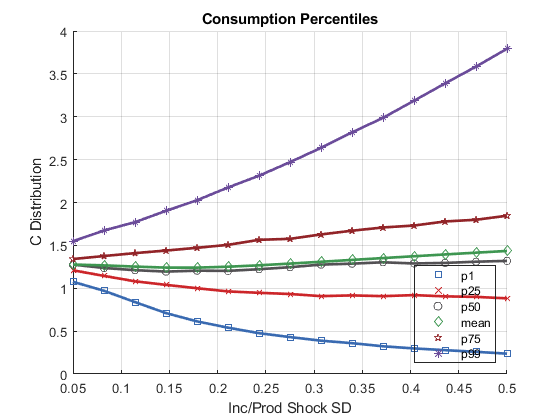 Consumption Percentiles
4
3.5
3
2.5
2
1.5
1
0.5
0
C Distribution
p1
p25
p50
mean
p75
p99
0.05 0.1 0.15 0.2 0.25 0.3 0.35 0.4 0.45 0.5
Inc/Prod Shock SD